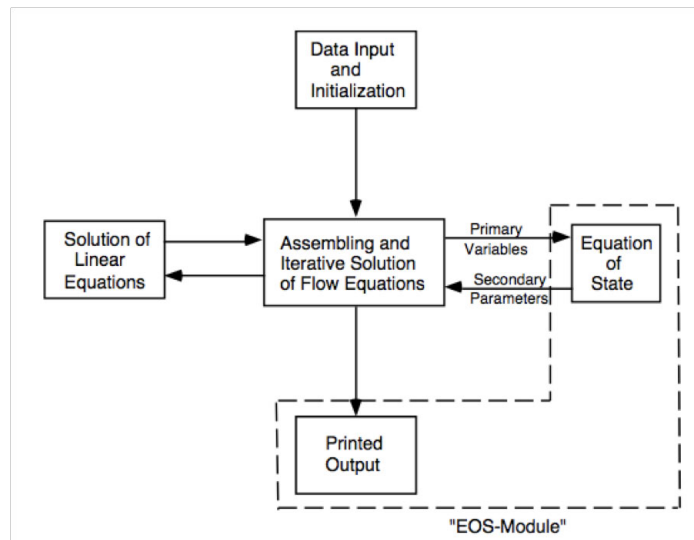 Data Input
and
Initialization
Solution of
Linear
Equations
Assembling and
Iterative Solution
of Flow Equations
Primary
Variables
Secondary
Parameters
Equation
of
State
Printed
Output
"EOS-Module"